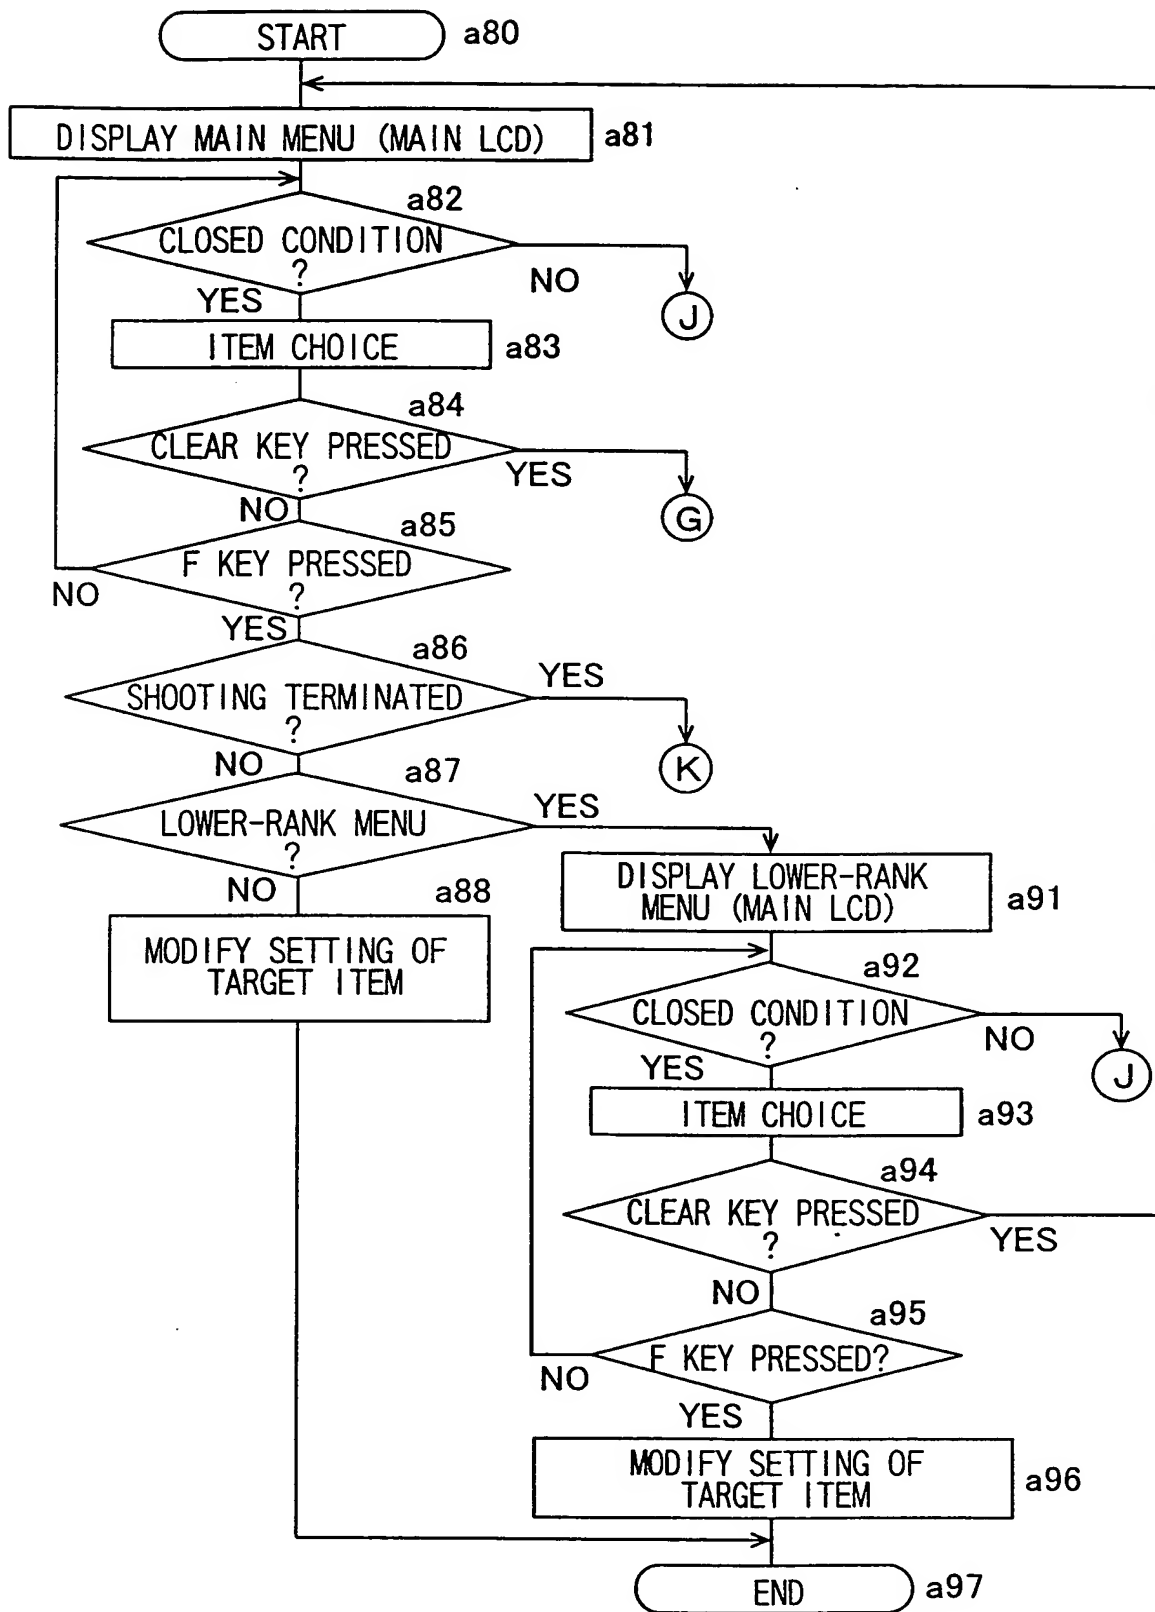 START a80
DISPLAY MAIN MENU (MAIN LCD) a81
a82
CLOSED CONDITION
?
NO
YES
J
ITEM CHOICE a83
a84
CLEAR KEY PRESSED
?
YES
NO
G
a85
F KEY PRESSED
?
NO
YES
a86
SHOOTING TERMINATED
?
YES
NO
K
a87
LOWER-RANK MENU
?
YES
NO
a88
MODIFY SETTING OF
TARGET ITEM
DISPLAY LOWER-RANK
MENU (MAIN LCD)
a91
a92
CLOSED CONDITION
?
NO
YES
J
ITEM CHOICE a93
a94
CLEAR KEY PRESSED
?
YES
NO
a95
F KEY PRESSED?
NO
YES
MODIFY SETTING OF
TARGET ITEM
a96
END a97